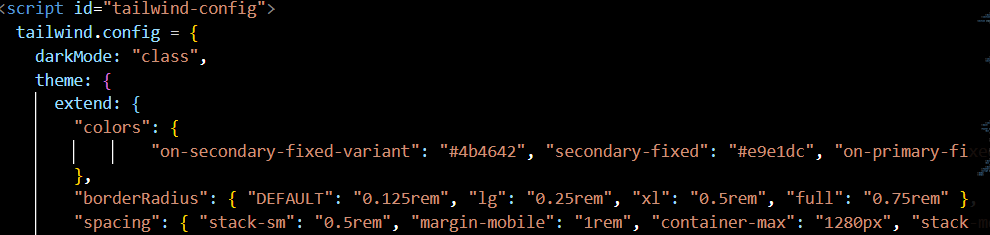 <script id="tailwind-config">
tailwind.config = {
darkMode: "class",
theme: {
extend: {
"colors": {
"on-secondary-fixed-variant": "#4b4642", "secondary-fixed": "#e9e1dc", "on-primary-fixe
},
"borderRadius": { "DEFAULT": "0.125rem", "lg": "0.25rem", "xl": "0.5rem", "full": "0.75rem" },
"spacing": { "stack-sm": "0.5rem", "margin-mobile": "1rem", "container-max": "1280px", "stack